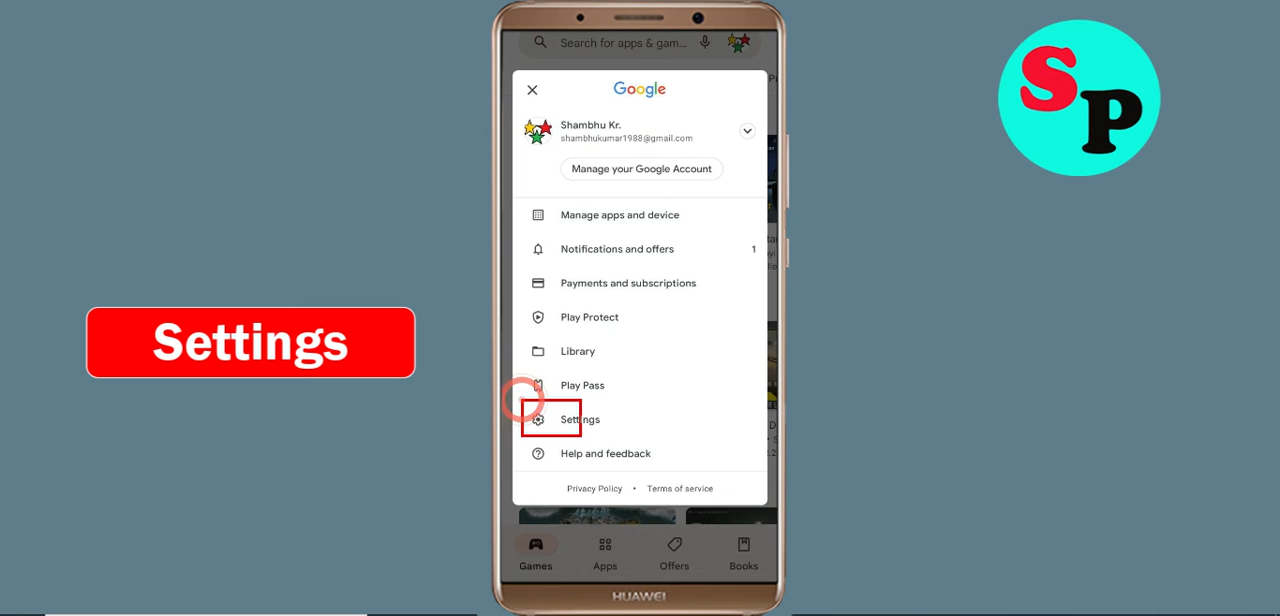 Search for apps & gam...
Google
Shambhu Kr.
shambhukumar1988@gmail.com
Manage your Google Account
Manage apps and device
Notifications and offers 1
Payments and subscriptions
Play Protect
Library
Play Pass
Settings
Help and feedback
Privacy Policy • Terms of service
Games Apps Offers Books
HUAWEI
Settings
SP